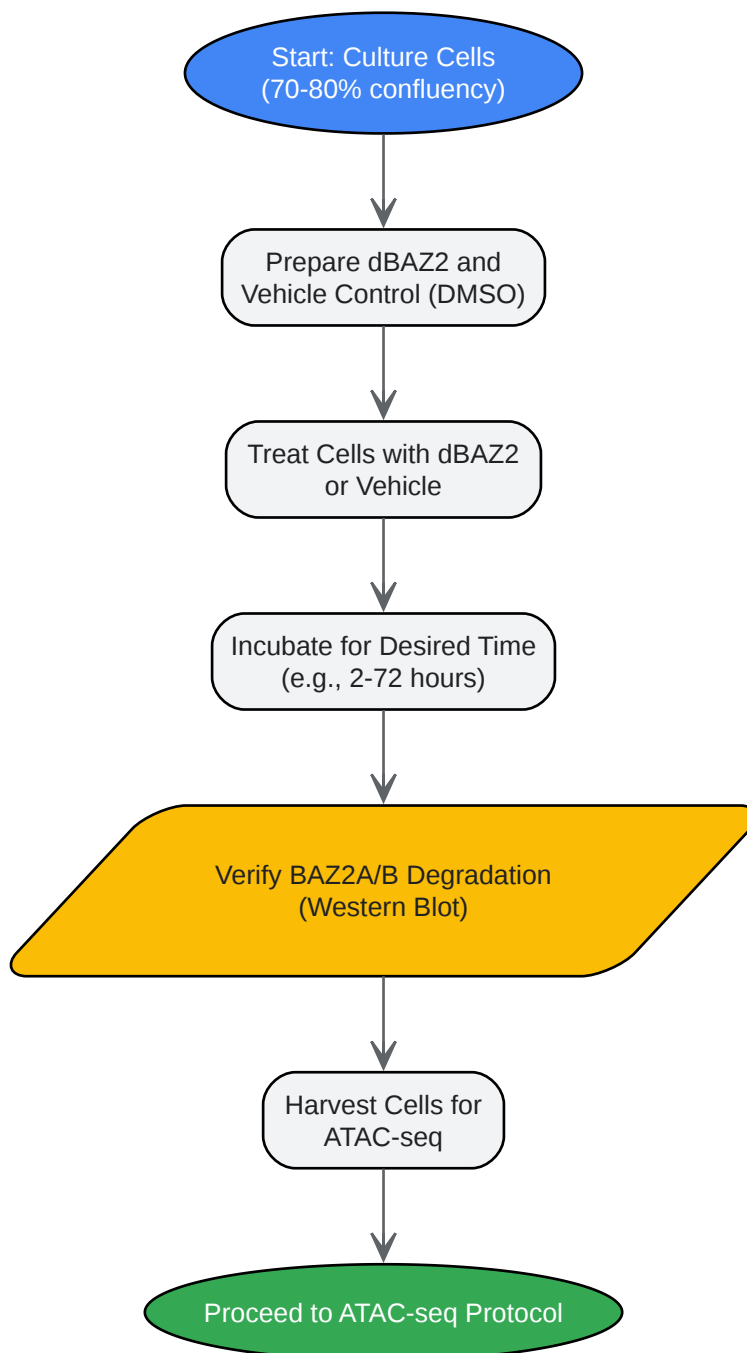 Start: Culture Cells
(70-80% confluency)
Prepare dBAZ2 and
Vehicle Control (DMSO)
Treat Cells with dBAZ2
or Vehicle
Incubate for Desired Time
(e.g., 2-72 hours)
Verify BAZ2A/B Degradation
(Western Blot)
Harvest Cells for
ATAC-seq
Proceed to ATAC-seq Protocol